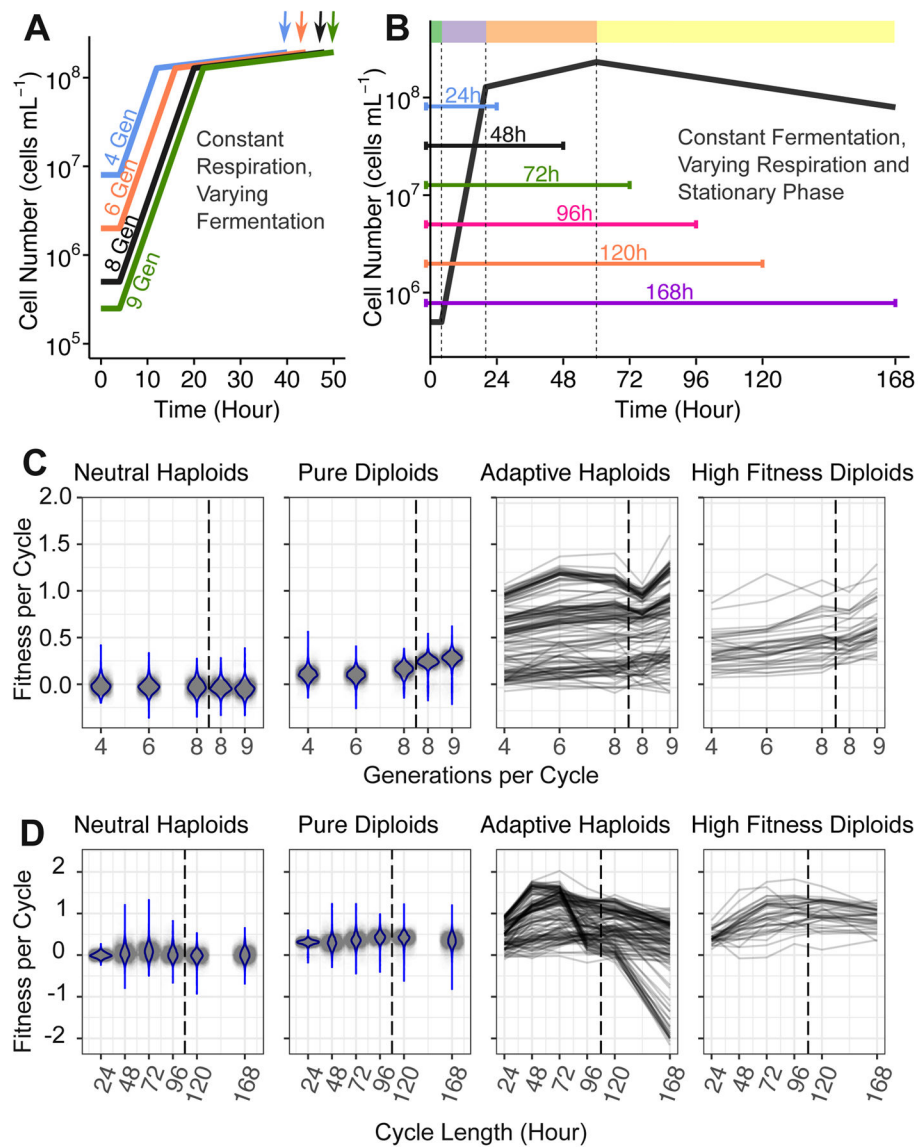 A
Cell Number (cells mL⁻¹)
10⁸
10⁷
10⁶
10⁵
4 Gen
6 Gen
8 Gen
9 Gen
Constant
Respiration,
Varying
Fermentation
0 10 20 30 40 50
Time (Hour)
B
Cell Number (cells mL⁻¹)
10⁸
10⁷
10⁶
24h
48h
72h
96h
120h
168h
Constant Fermentation,
Varying Respiration and
Stationary Phase
0 24 48 72 96 120 168
Time (Hour)
C
Neutral Haploids Pure Diploids Adaptive Haploids High Fitness Diploids
Fitness per Cycle
2.0
1.5
1.0
0.5
0.0
4 6 8 8 9 4 6 8 8 9 4 6 8 8 9 4 6 8 8 9
Generations per Cycle
D
Neutral Haploids Pure Diploids Adaptive Haploids High Fitness Diploids
Fitness per Cycle
2
1
0
-1
-2
24 48 72 96 120 168 24 48 72 96 120 168 24 48 72 96 120 168 24 48 72 96 120 168
Cycle Length (Hour)